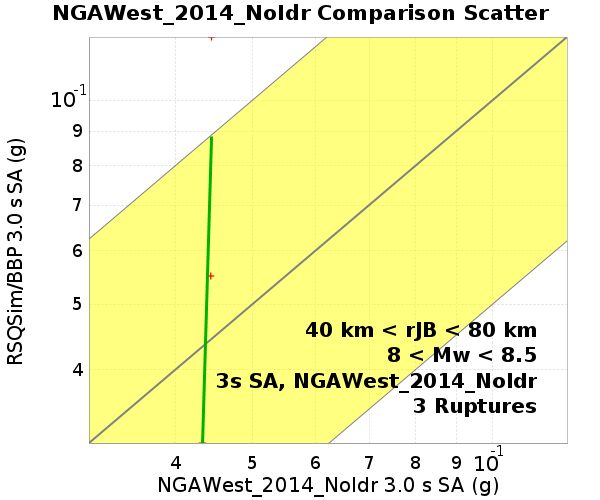 NGAWest_2014_NoIdr Comparison Scatter
10-1
9
8
7
6
5
4
RSQSim/BBP 3.0 s SA (g)
40 km < rJB < 80 km
8 < Mw < 8.5
3s SA, NGAWest_2014_NoIdr
3 Ruptures
4 5 6 7 8 9 10-1
NGAWest_2014_NoIdr 3.0 s SA (g)